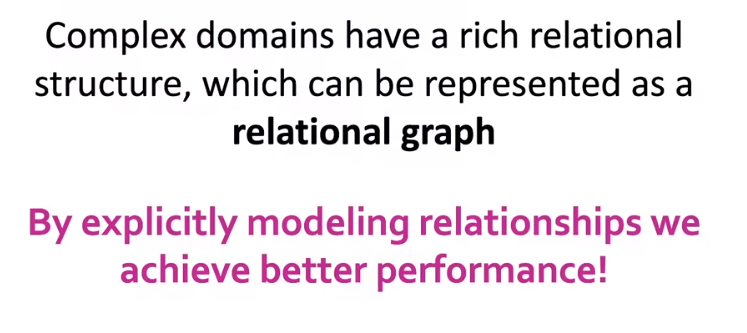 Complex domains have a rich relational
structure, which can be represented as a
relational graph
By explicitly modeling relationships we
achieve better performance!